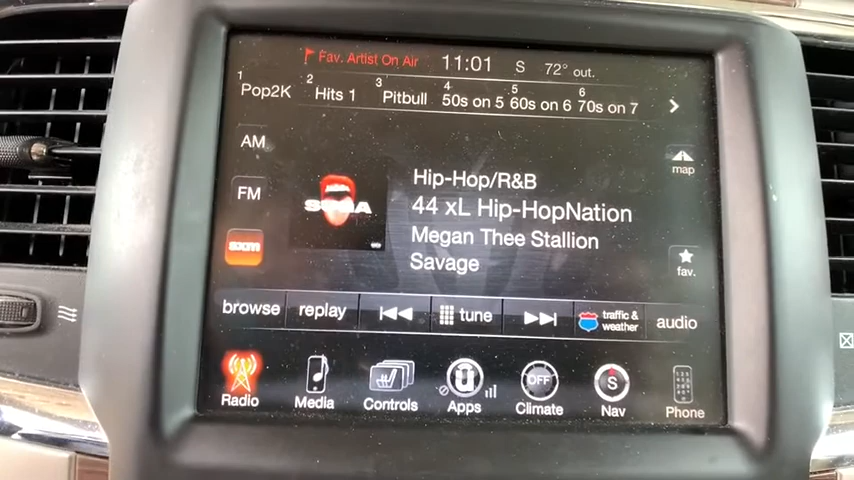 Fav. Artist On Air 11:01 S 72° out.
1 Pop2K 2 Hits 1 3 Pitbull 4 50s on 5 5 60s on 6 6 70s on 7
AM
map
Hip-Hop/R&B
FM
44 xL Hip-HopNation
Megan Thee Stallion
sxm
Savage
fav.
browse replay tune traffic & weather audio
Radio Media Controls OFF Climate Apps S Nav Phone